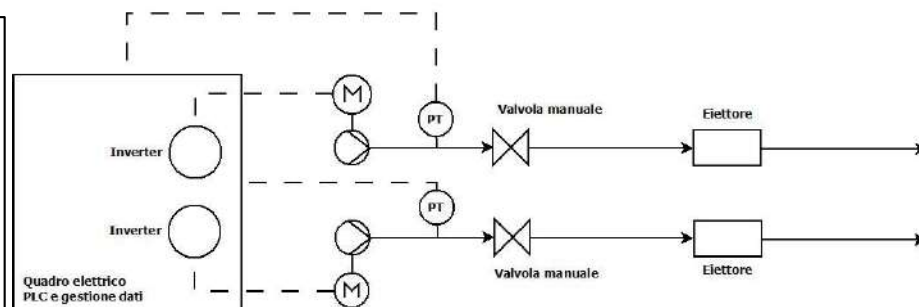 M
PT
Valvola manuale
Eiettore
Inverter
PT
Inverter
M
Valvola manuale
Eiettore
Quadro elettrico
PLC e gestione dati